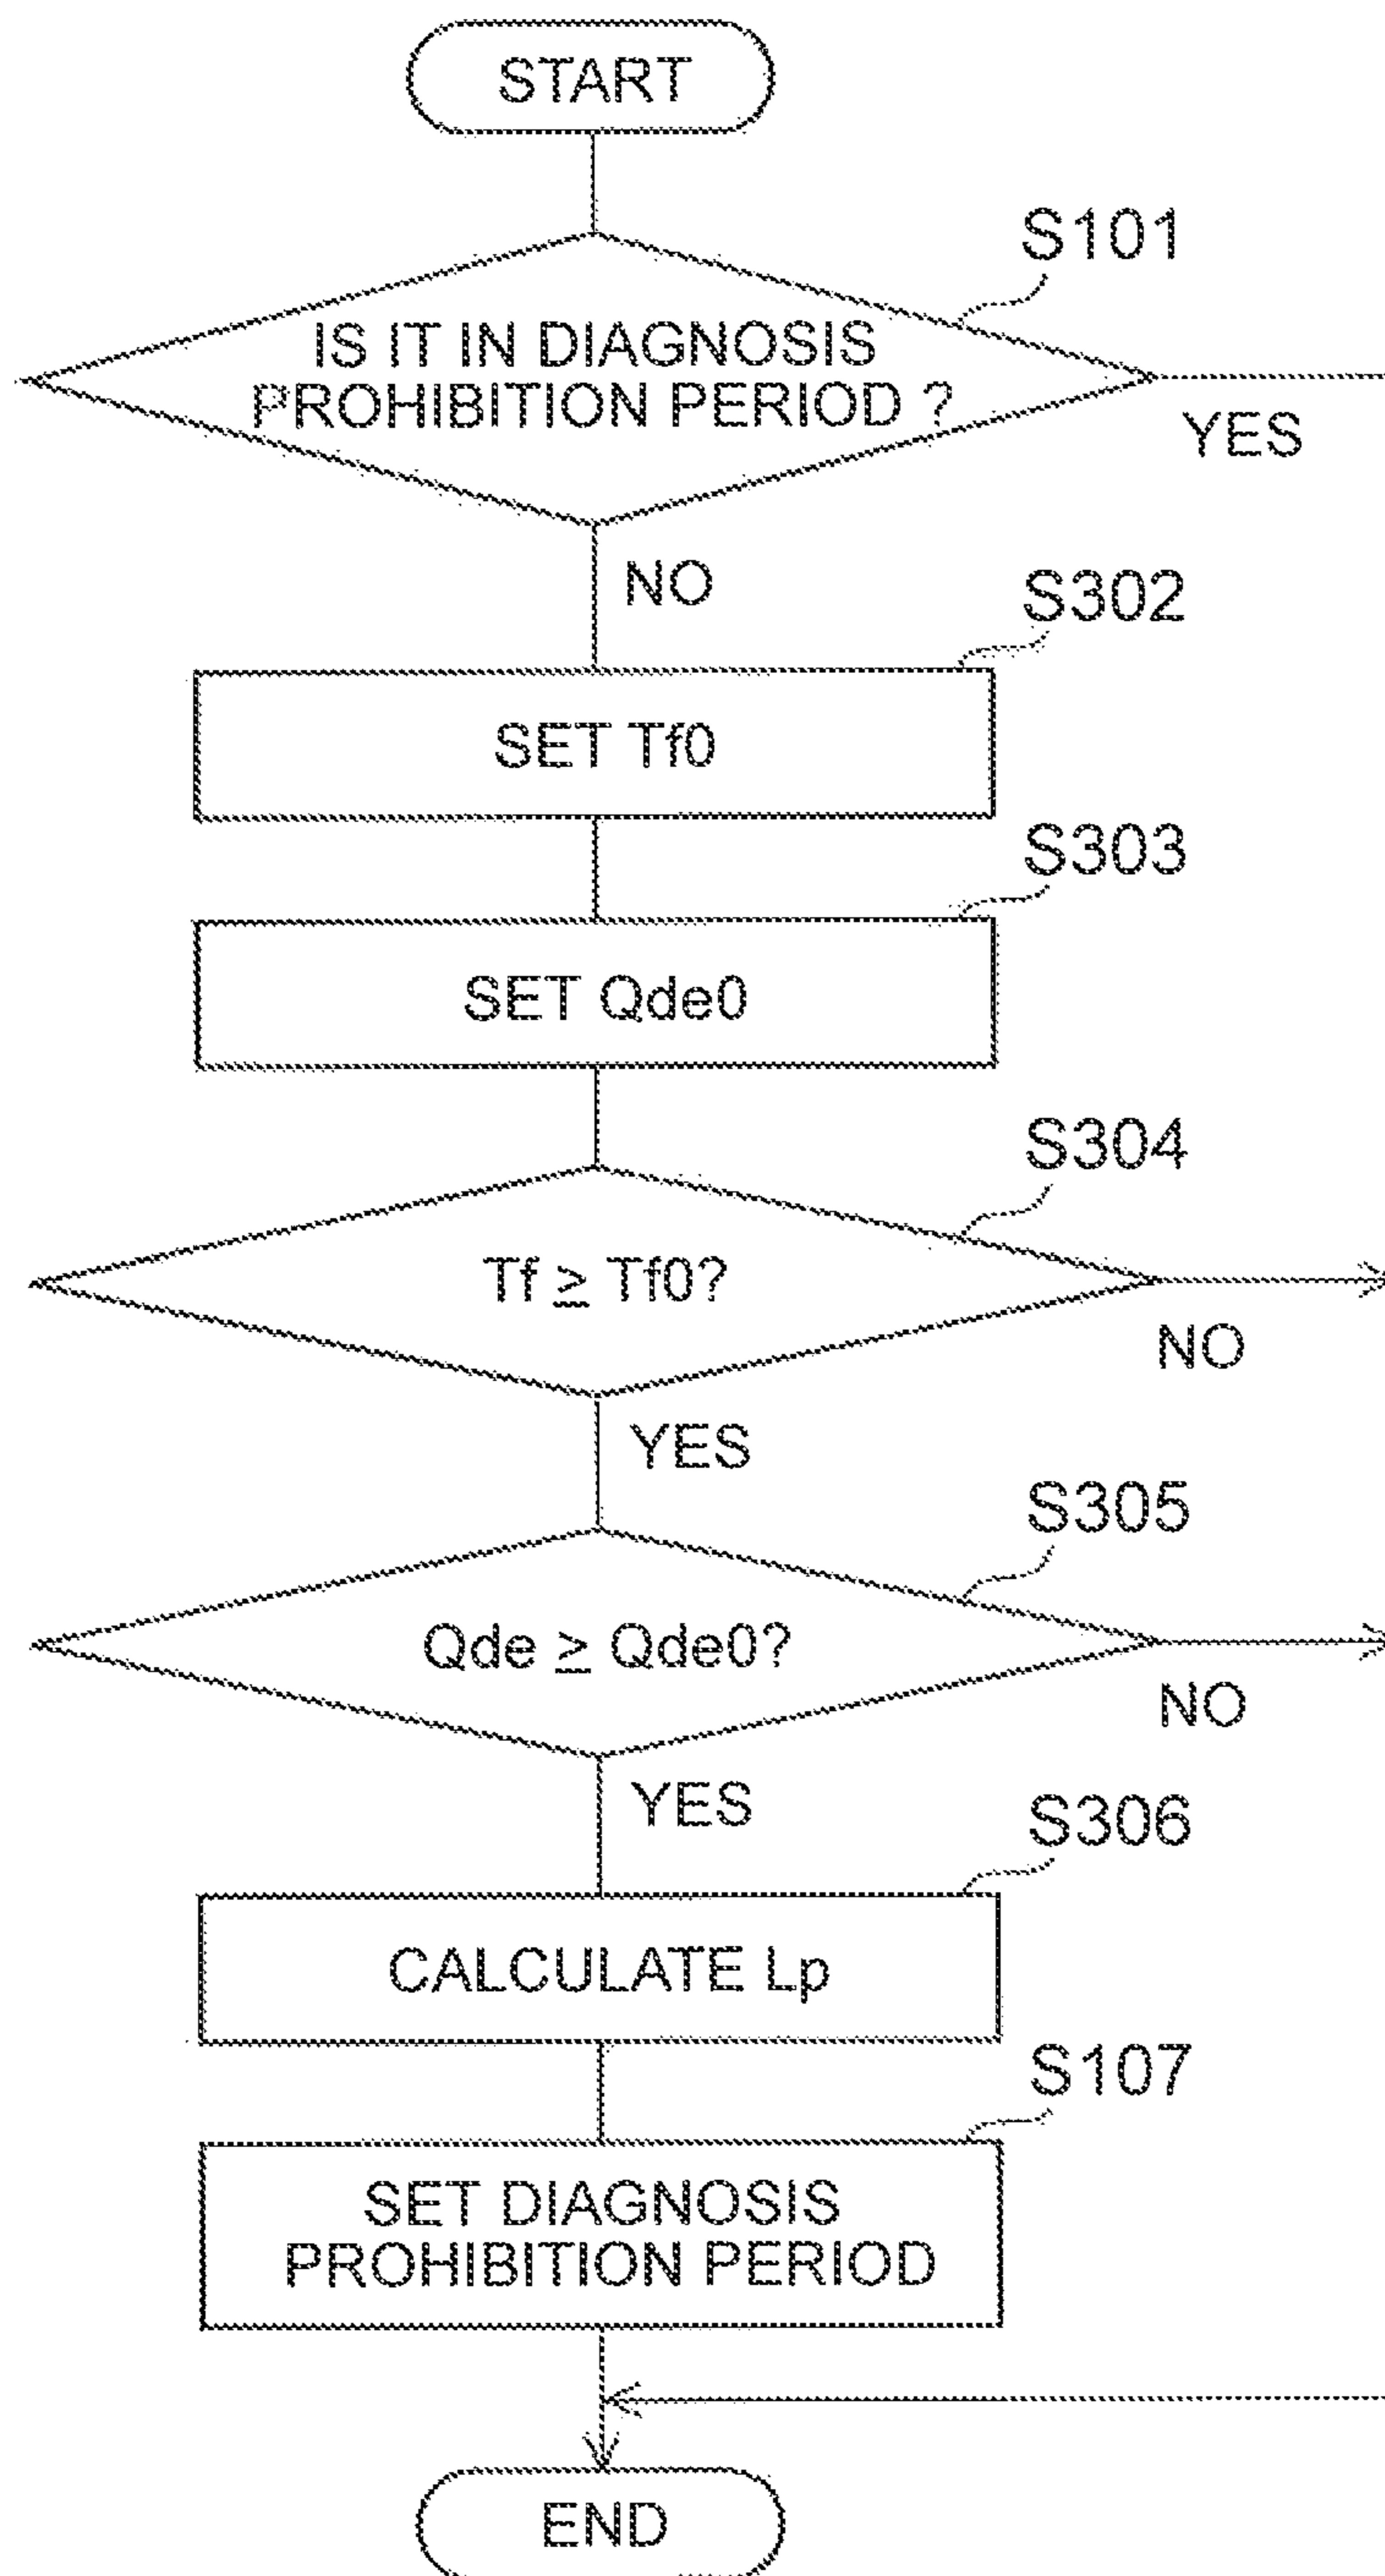 START
S101
IS IT IN DIAGNOSIS
PROHIBITION PERIOD ?
YES
NO
S302
SET Tf0
S303
SET Qde0
S304
Tf ≥ Tf0?
NO
YES
S305
Qde ≥ Qde0?
NO
YES
S306
CALCULATE Lp
S107
SET DIAGNOSIS
PROHIBITION PERIOD
END